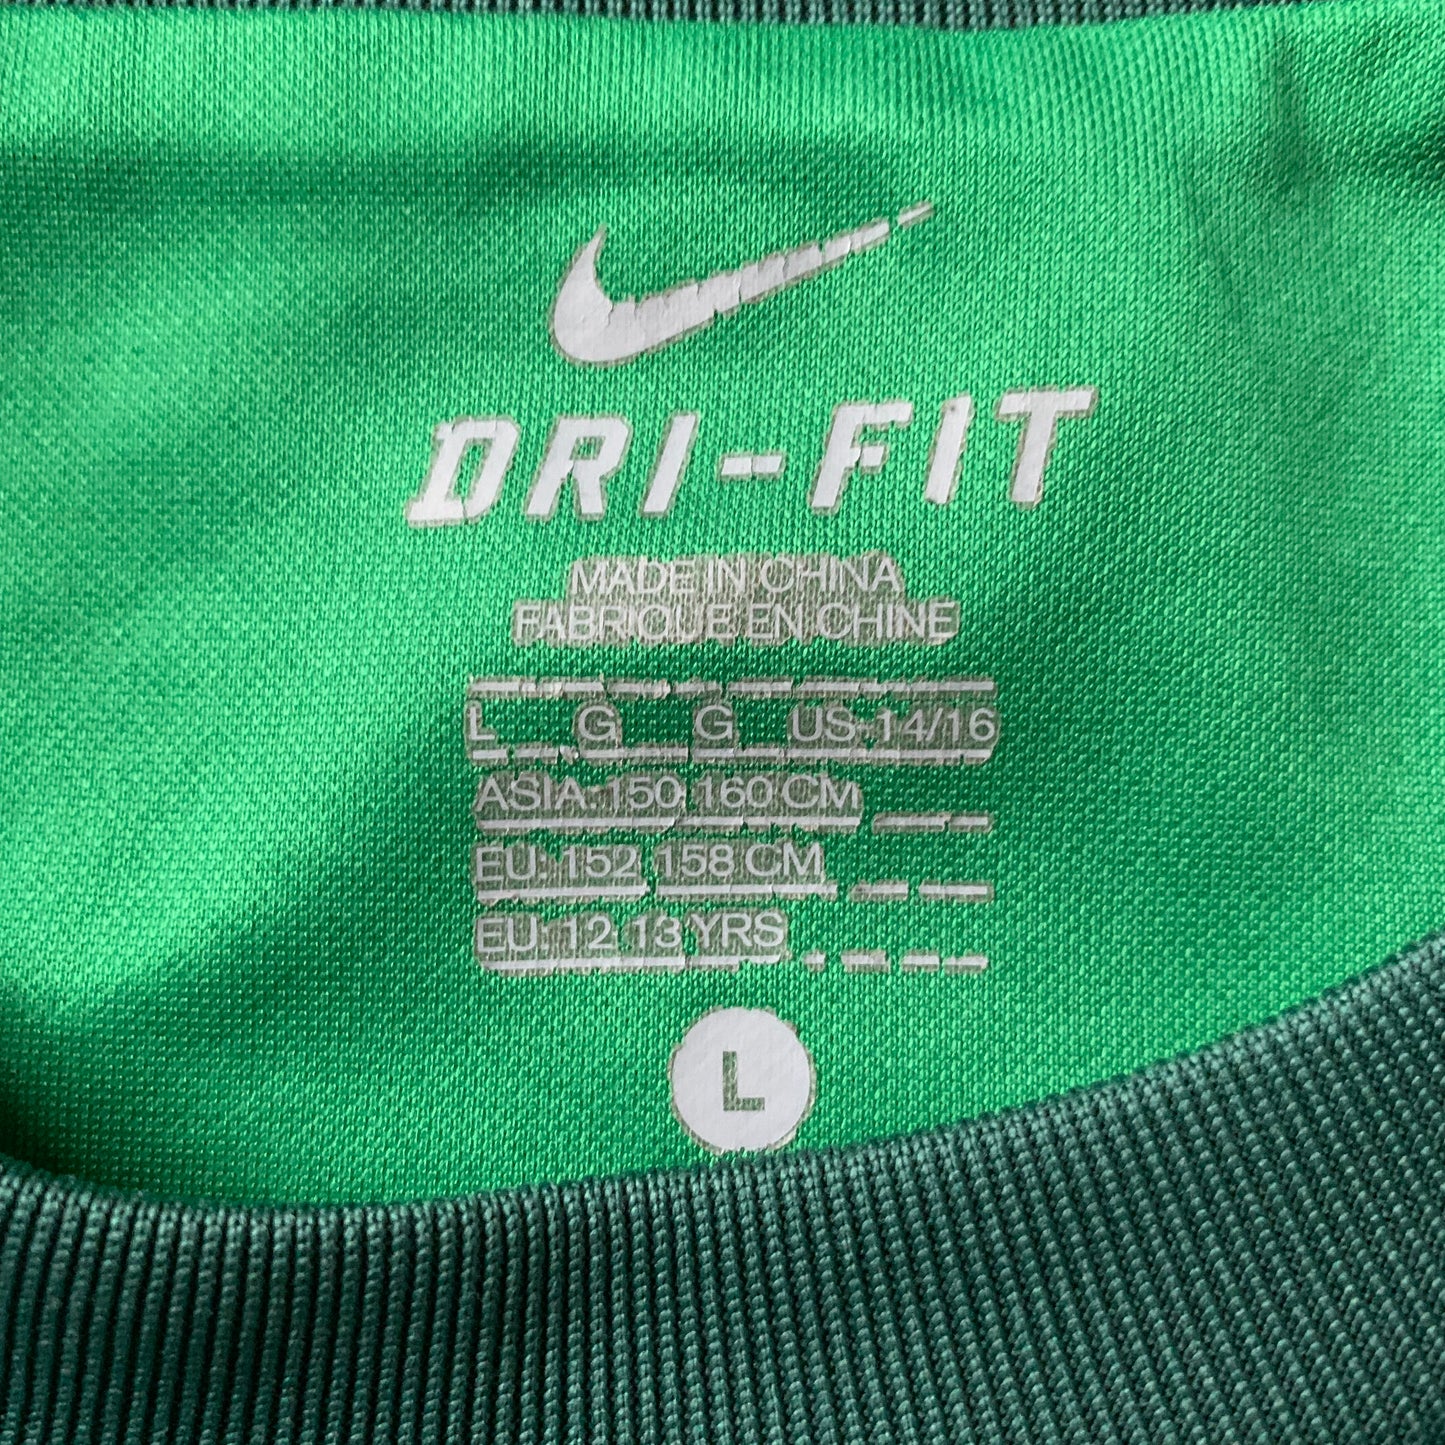 DRI-FIT
MADE IN CHINA
FABRIQUE EN CHINE
L G G US-14/16
ASIA: 150, 160 CM
EU: 152, 158 CM
EU: 12, 13 YRS
L